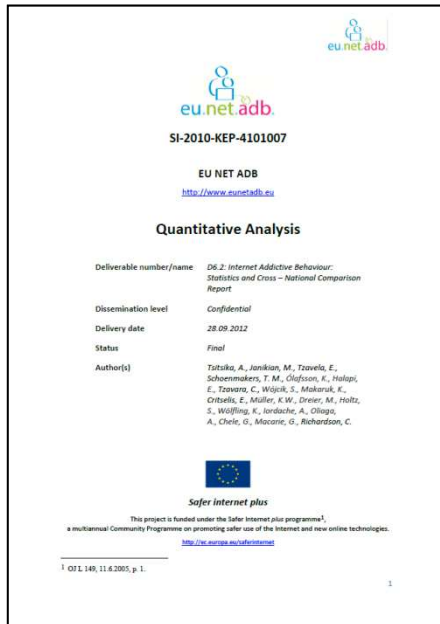 eu.net.adb.
eu.net.adb.
SI-2010-KEP-4101007
EU NET ADB
http://www.eunetadb.eu
Quantitative Analysis
Deliverable number/name D6.2: Internet Addictive Behaviour:
Statistics and Cross – National Comparison
Report
Dissemination level Confidential
Delivery date 28.09.2012
Status Final
Author(s) Tsitsika, A., Janikian, M., Tzavela, E.,
Schoenmakers, T. M., Ólafsson, K., Halapi,
E., Tzavara, C., Wójcik, S., Makaruk, K.,
Critselis, E., Müller, K.W., Dreier, M., Holtz,
S., Wölfling, K., Iordache, A., Oliaga,
A., Chele, G., Macarie, G., Richardson, C.
Safer internet plus
This project is funded under the Safer Internet plus programme1,
a multiannual Community Programme on promoting safer use of the Internet and new online technologies.
http://ec.europa.eu/saferinternet
1 OJ L 149, 11.6.2005, p. 1.
1